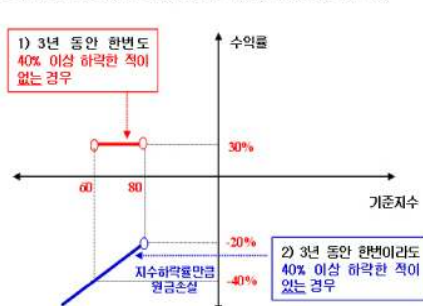 1) 3년 동안 한번도
40% 이상 하락한 적이
없는 경우
수익률
30%
60
80
기준지수
-20%
지수하락률만큼
원금손실
-40%
2) 3년 동안 한번이라도
40% 이상 하락한 적이
있는 경우